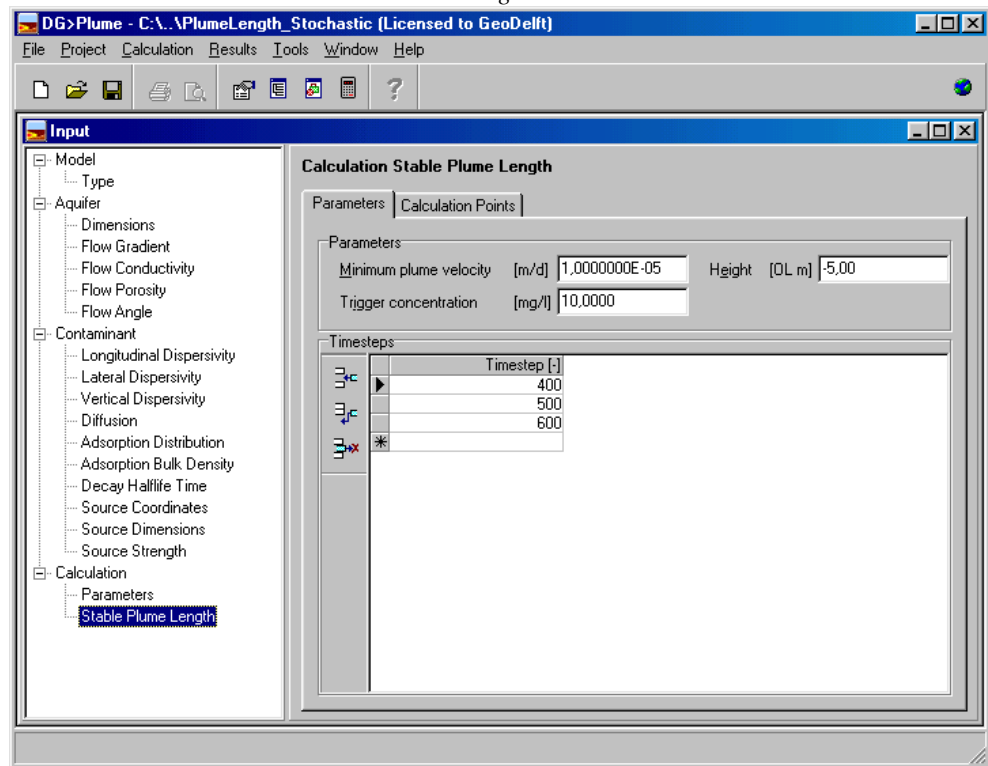 DG>Plume - C:\..\PlumeLength_Stochastic (Licensed to GeoDelft)
File Project Calculation Results Tools Window Help
Input
Model
Type
Aquifer
Dimensions
Flow Gradient
Flow Conductivity
Flow Porosity
Flow Angle
Contaminant
Longitudinal Dispersivity
Lateral Dispersivity
Vertical Dispersivity
Diffusion
Adsorption Distribution
Adsorption Bulk Density
Decay Halflife Time
Source Coordinates
Source Dimensions
Source Strength
Calculation
Parameters
Stable Plume Length
Calculation Stable Plume Length
Parameters Calculation Points
Parameters
Minimum plume velocity [m/d] 1,0000000E-05 Height [OL m] -5,00
Trigger concentration [mg/l] 10,0000
Timesteps
Timestep [-]
400
500
600